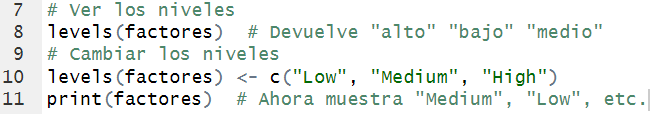 7 # Ver los niveles
8 levels(factores)  # Devuelve "alto" "bajo" "medio"
9 # Cambiar los niveles
10 levels(factores) <- c("Low", "Medium", "High")
11 print(factores)  # Ahora muestra "Medium", "Low", etc.